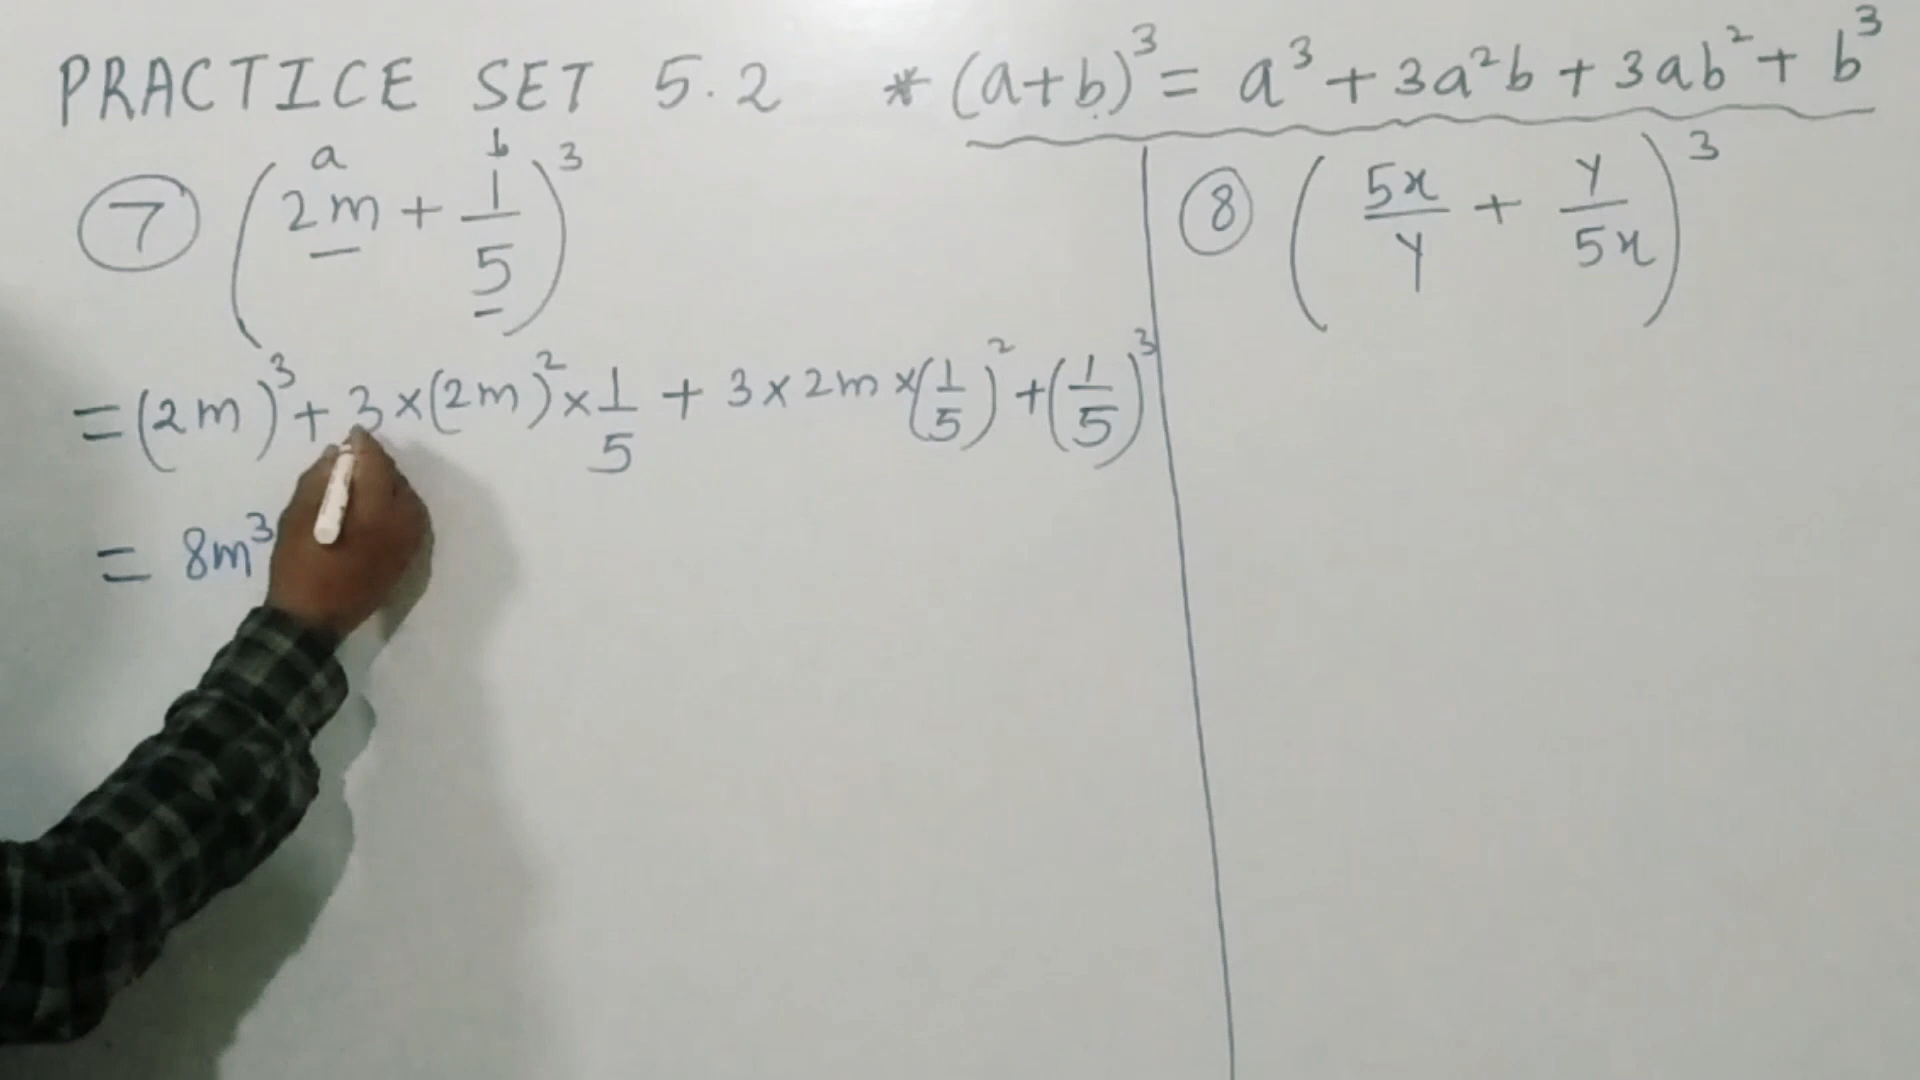 PRACTICE SET 5.2 * (a+b)³ = a³ + 3a²b + 3ab² + b³
a b
⑦ (2m + 1/5)³
= (2m)³ + 3 × (2m)² × 1/5 + 3 × 2m × (1/5)² + (1/5)³
= 8m³
⑧ (5x/y + y/5x)³